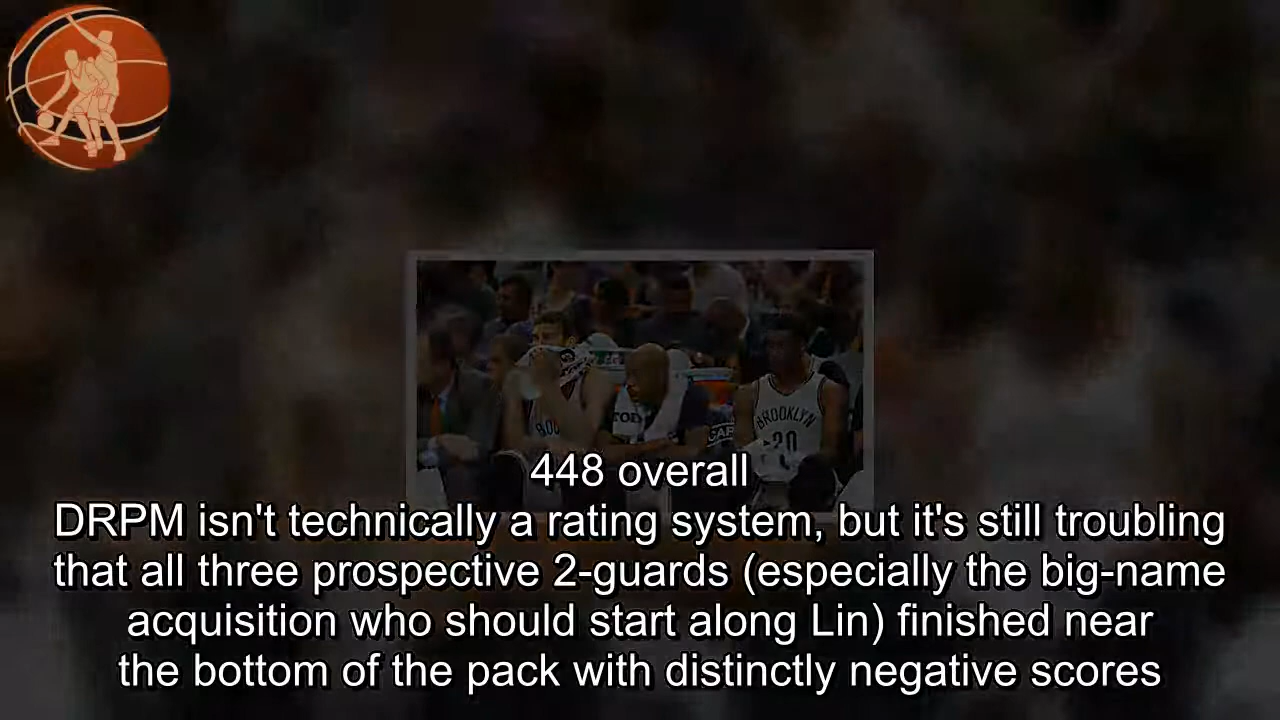 BROOKLYN
20
448 overall
DRPM isn't technically a rating system, but it's still troubling
that all three prospective 2-guards (especially the big-name
acquisition who should start along Lin) finished near
the bottom of the pack with distinctly negative scores